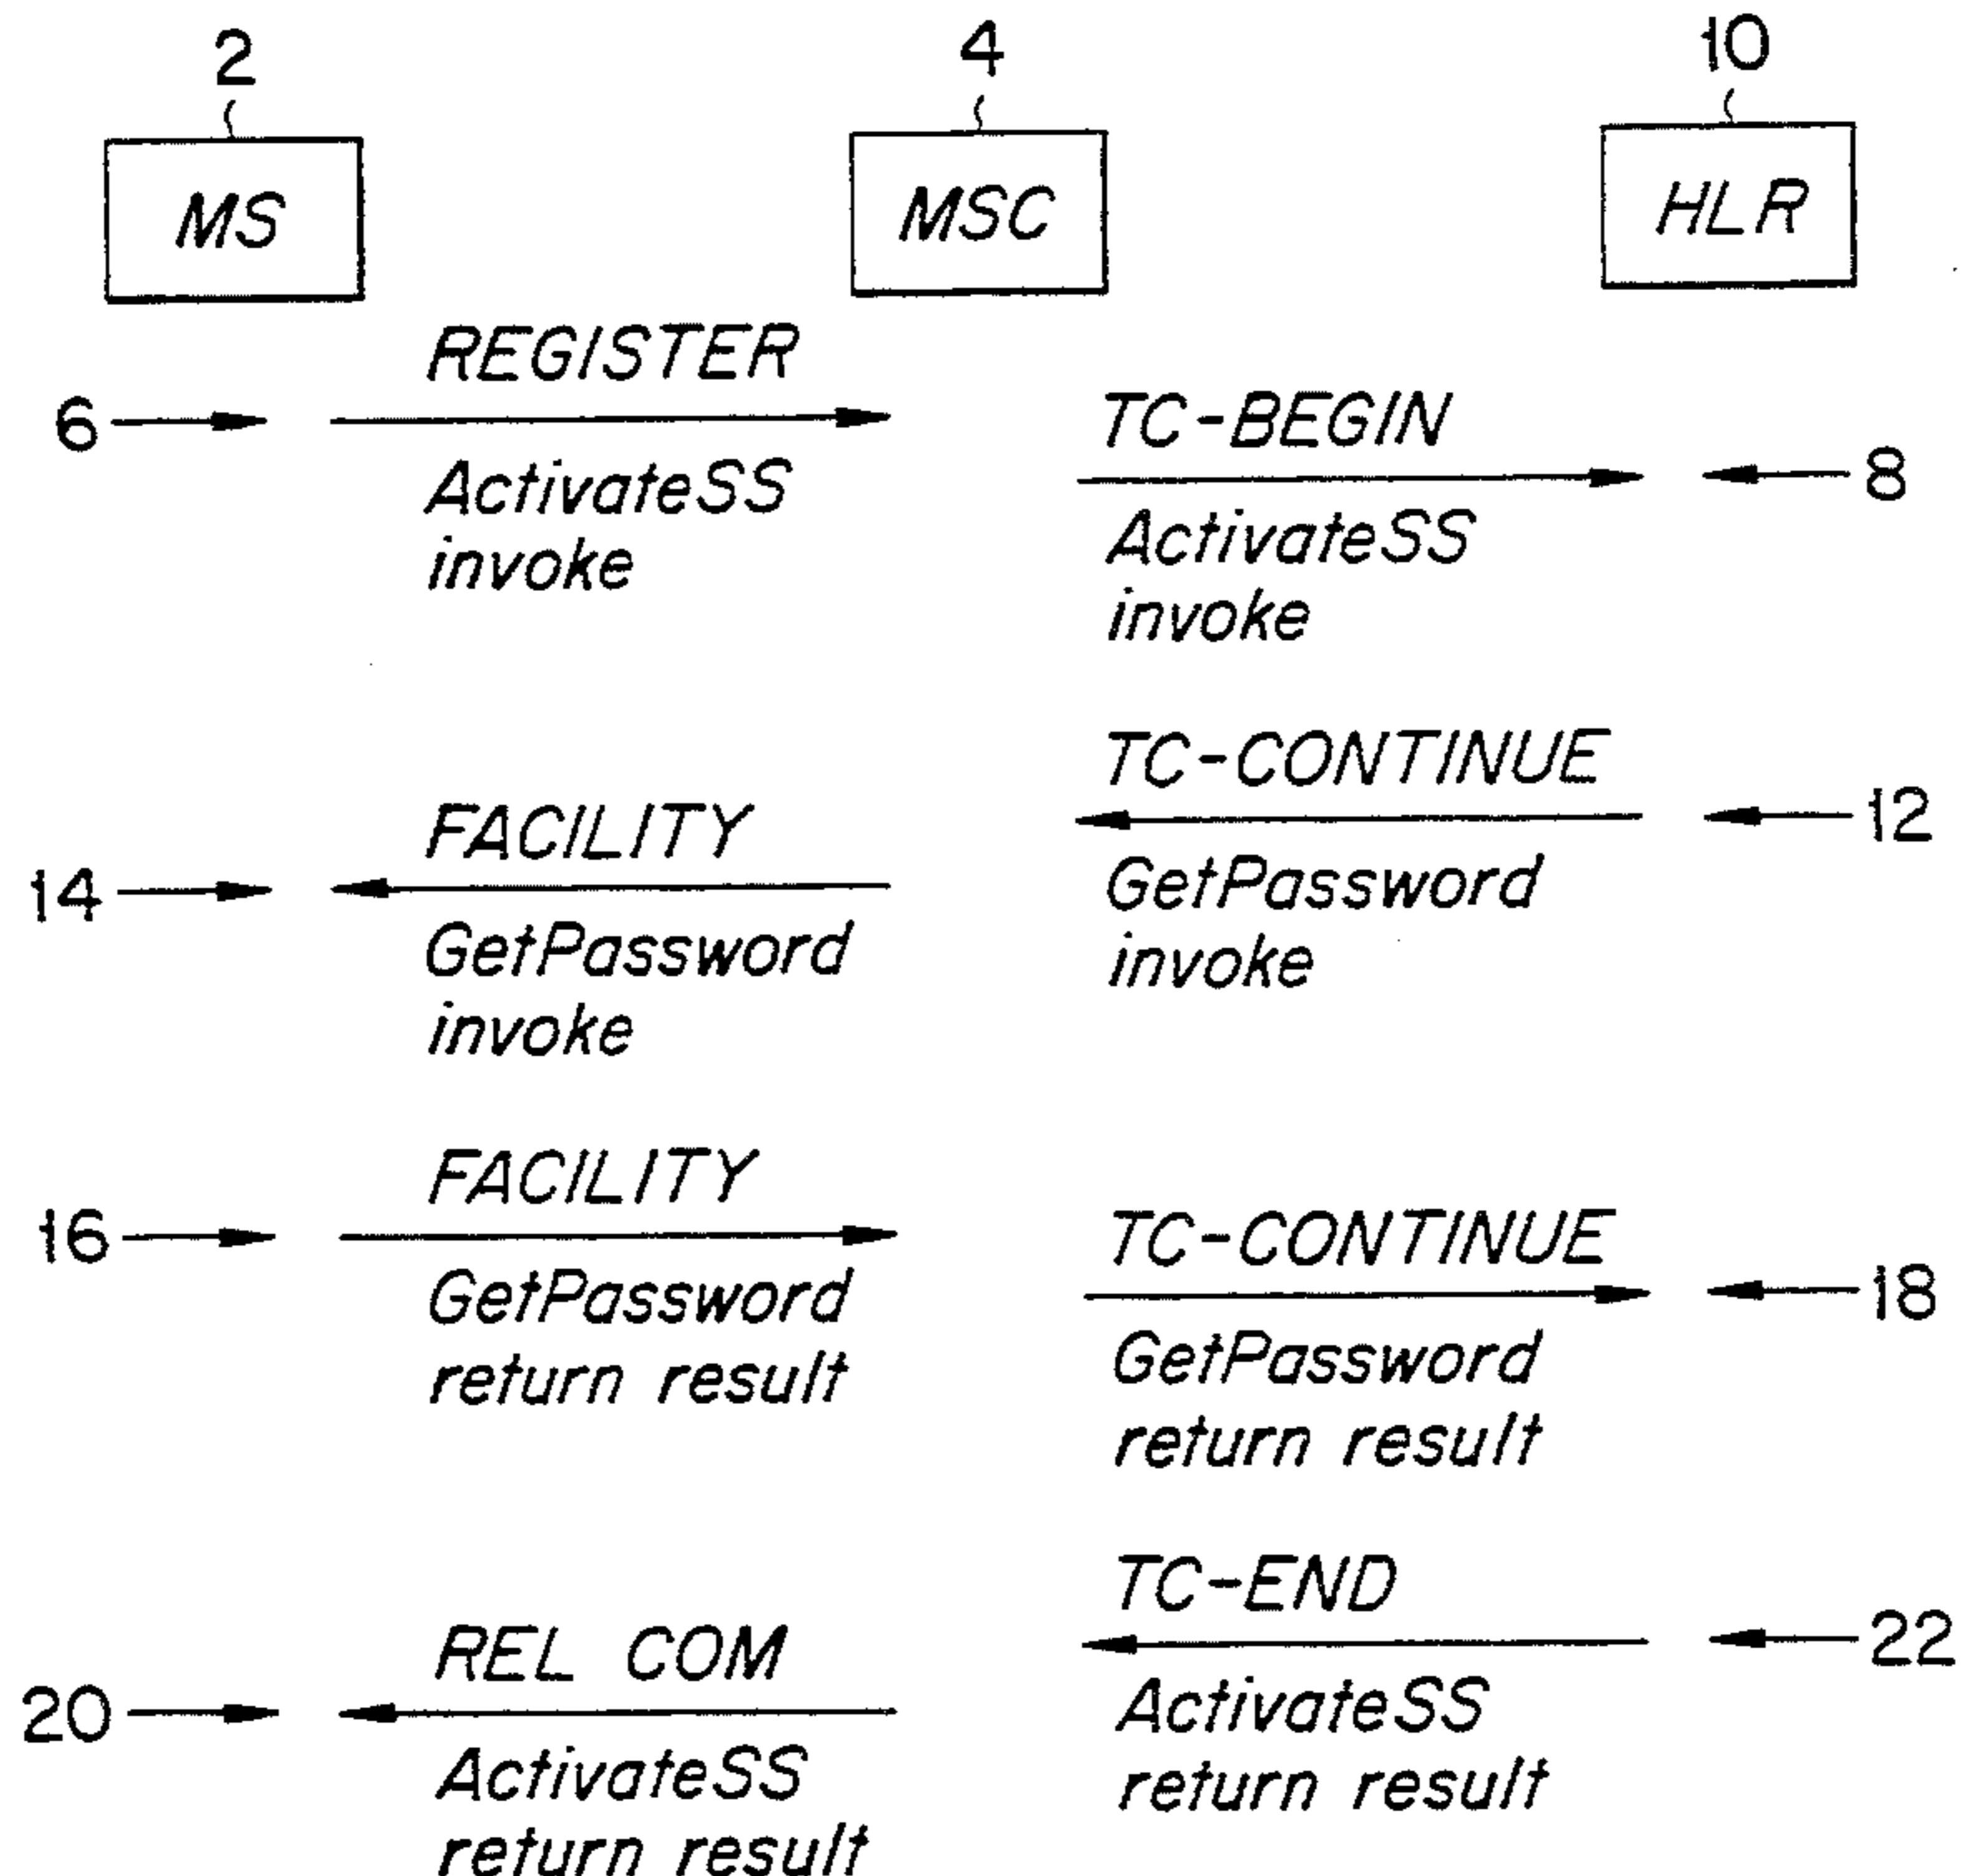 2
4
10
MS
MSC
HLR
REGISTER
6
ActivateSS
invoke
TC-BEGIN
8
ActivateSS
invoke
TC-CONTINUE
12
GetPassword
invoke
FACILITY
14
GetPassword
invoke
FACILITY
16
GetPassword
return result
TC-CONTINUE
18
GetPassword
return result
TC-END
22
ActivateSS
return result
REL COM
20
ActivateSS
return result